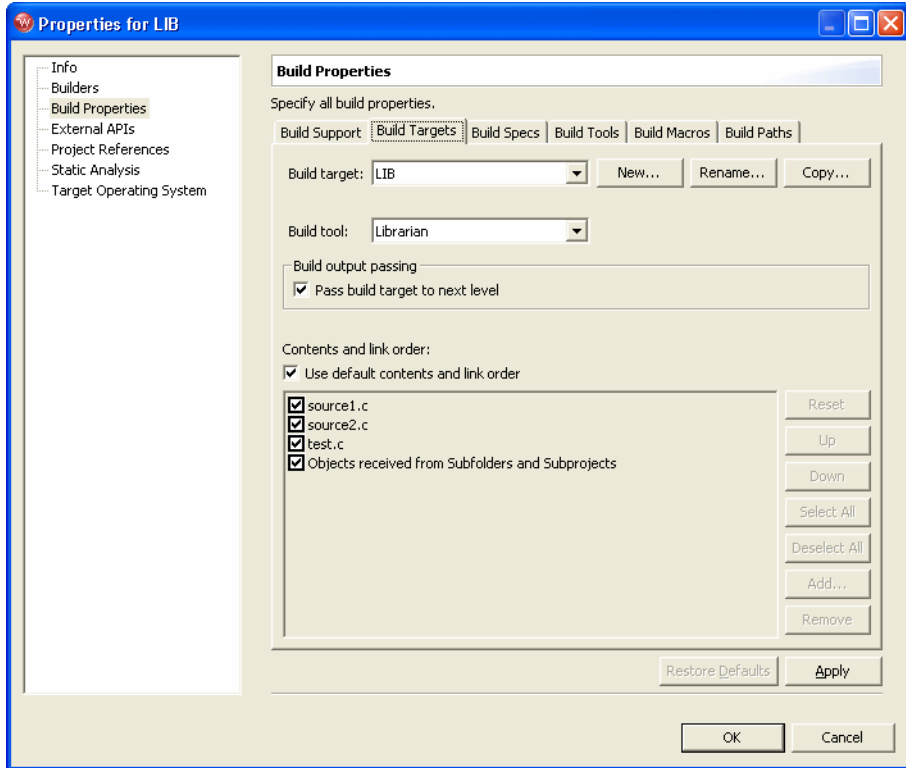 Properties for LIB
Info
Builders
Build Properties
External APIs
Project References
Static Analysis
Target Operating System
Build Properties
Specify all build properties.
Build Support Build Targets Build Specs Build Tools Build Macros Build Paths
Build target: LIB New... Rename... Copy...
Build tool: Librarian
Build output passing
Pass build target to next level
Contents and link order:
Use default contents and link order
source1.c
source2.c
test.c
Objects received from Subfolders and Subprojects
Reset
Up
Down
Select All
Deselect All
Add...
Remove
Restore Defaults Apply
OK Cancel